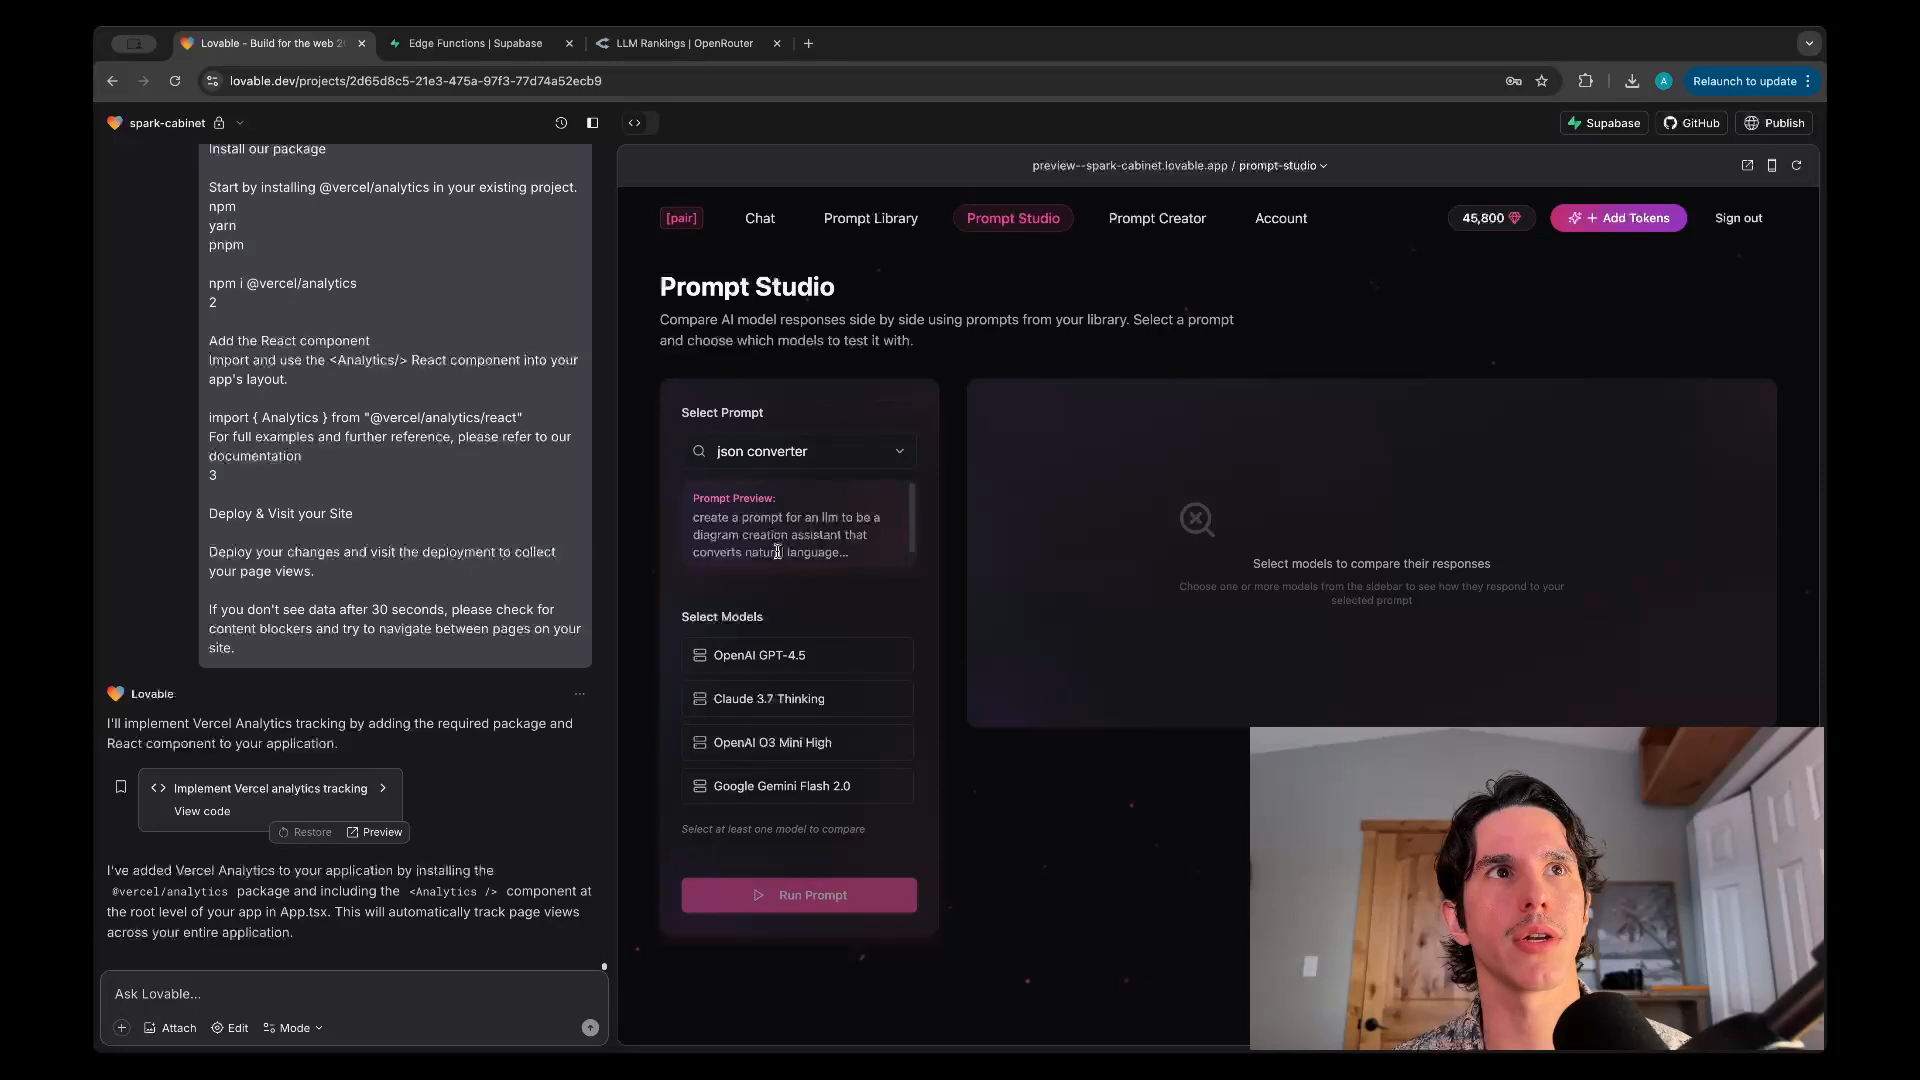 Lovable - Build for the web 2
Edge Functions | Supabase
LLM Rankings | OpenRouter
lovable.dev/projects/2d65d8c5-21e3-475a-97f3-77d74a52ecb9
A
Relaunch to update
spark-cabinet
Supabase
GitHub
Publish
Install our package
Start by installing @vercel/analytics in your existing project.
npm
yarn
pnpm
npm i @vercel/analytics
2
Add the React component
Import and use the <Analytics/> React component into your
app's layout.
import { Analytics } from "@vercel/analytics/react"
For full examples and further reference, please refer to our
documentation
3
Deploy & Visit your Site
Deploy your changes and visit the deployment to collect
your page views.
If you don't see data after 30 seconds, please check for
content blockers and try to navigate between pages on your
site.
Lovable
I'll implement Vercel Analytics tracking by adding the required package and
React component to your application.
Implement Vercel analytics tracking
View code
Restore
Preview
I've added Vercel Analytics to your application by installing the
@vercel/analytics package and including the <Analytics /> component at
the root level of your app in App.tsx. This will automatically track page views
across your entire application.
Ask Lovable...
Attach
Edit
Mode
preview--spark-cabinet.lovable.app / prompt-studio
[pair]
Chat
Prompt Library
Prompt Studio
Prompt Creator
Account
45,800
+ Add Tokens
Sign out
Prompt Studio
Compare AI model responses side by side using prompts from your library. Select a prompt
and choose which models to test it with.
Select Prompt
json converter
Prompt Preview:
create a prompt for an llm to be a
diagram creation assistant that
converts natural language...
Select Models
OpenAI GPT-4.5
Claude 3.7 Thinking
OpenAI O3 Mini High
Google Gemini Flash 2.0
Select at least one model to compare
Run Prompt
Select models to compare their responses
Choose one or more models from the sidebar to see how they respond to your
selected prompt